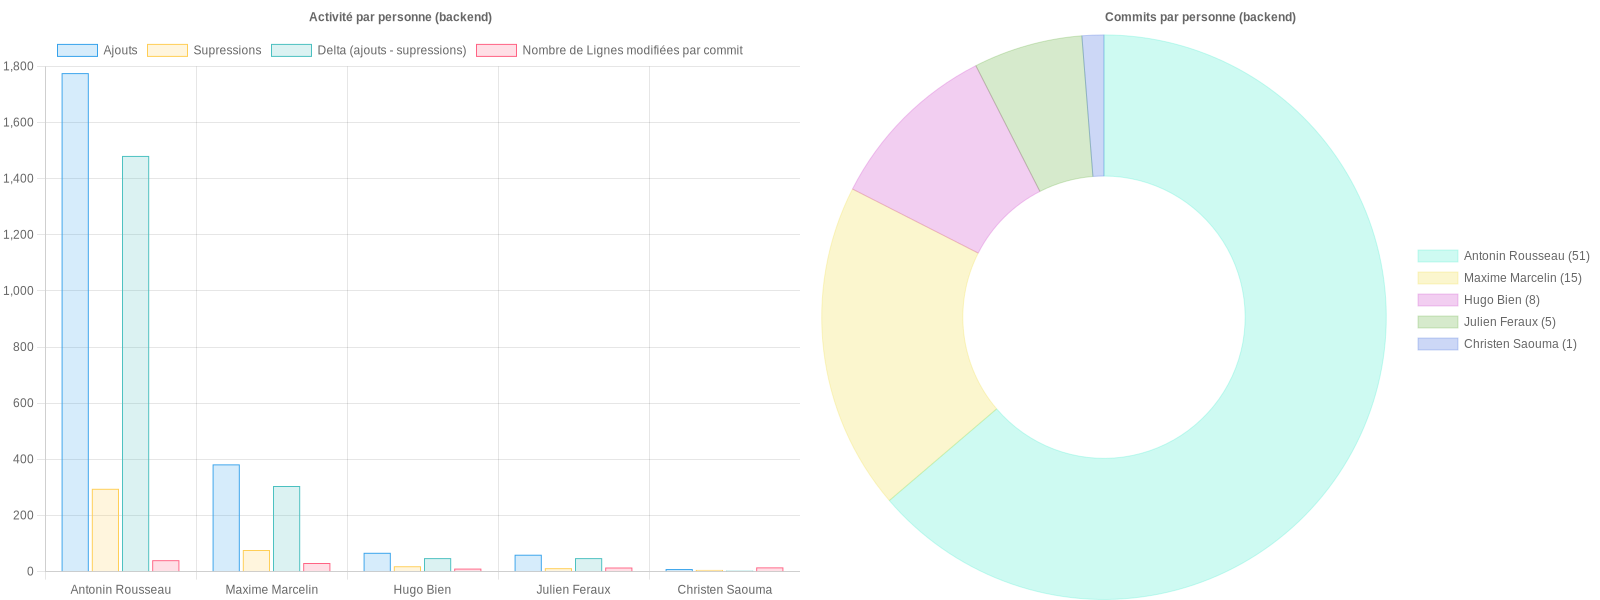 Activité par personne (backend)
Ajouts
Supressions
Delta (ajouts - supressions)
Nombre de Lignes modifiées par commit
1,800
1,600
1,400
1,200
1,000
800
600
400
200
0
Antonin Rousseau
Maxime Marcelin
Hugo Bien
Julien Feraux
Christen Saouma
Commits par personne (backend)
Antonin Rousseau (51)
Maxime Marcelin (15)
Hugo Bien (8)
Julien Feraux (5)
Christen Saouma (1)